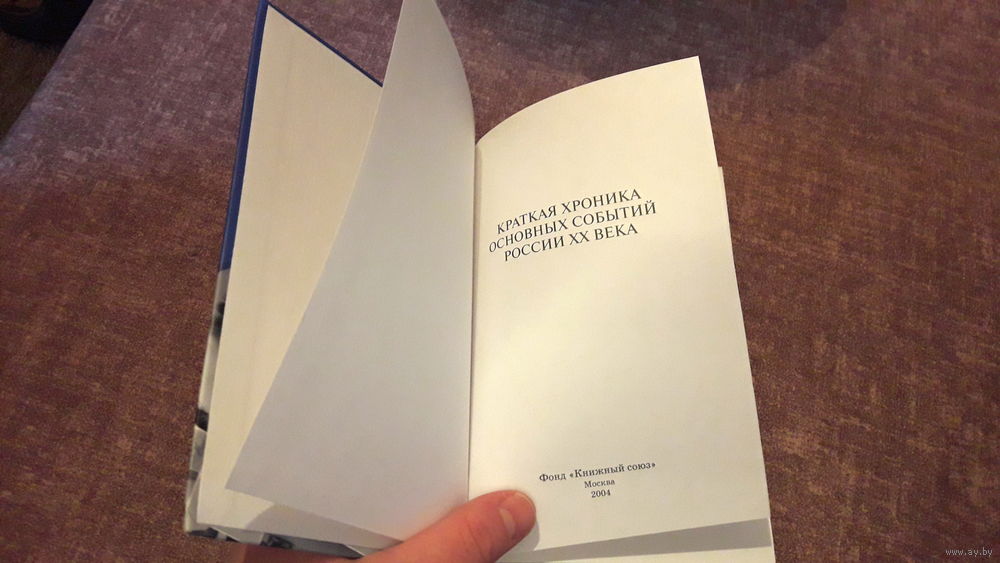 КРАТКАЯ ХРОНИКА
ОСНОВНЫХ СОБЫТИЙ
РОССИИ XX ВЕКА
Фонд «Книжный союз»
Москва
2004
www.ay.by